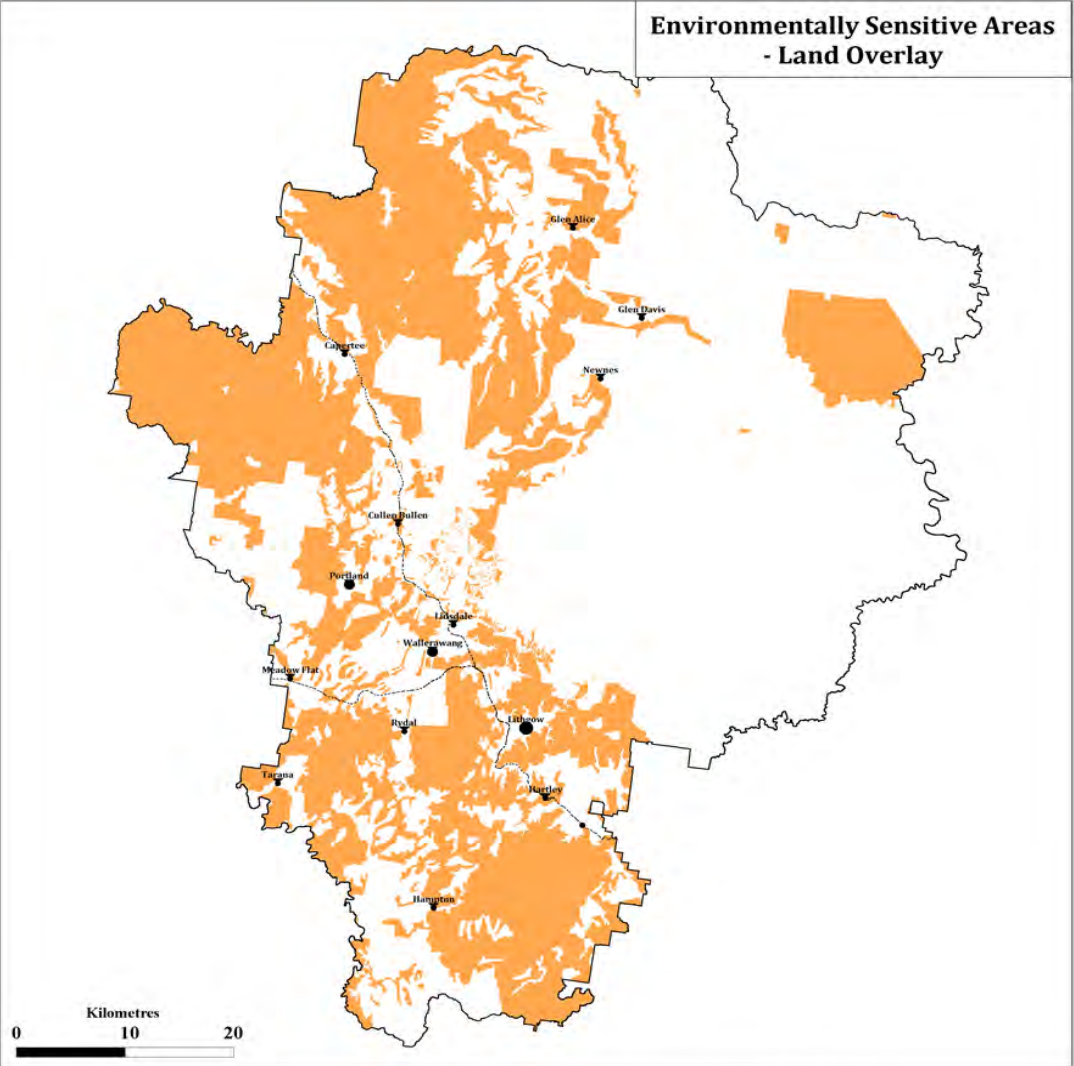 Environmentally Sensitive Areas
- Land Overlay
Glen Alice
Glen Davis
Capertee
Newnes
Cullen Bullen
Portland
Lidsdale
Wallerawang
Meadow Flat
Rydal
Lithgow
Tarana
Hartley
Hampton
Kilometres
0 10 20